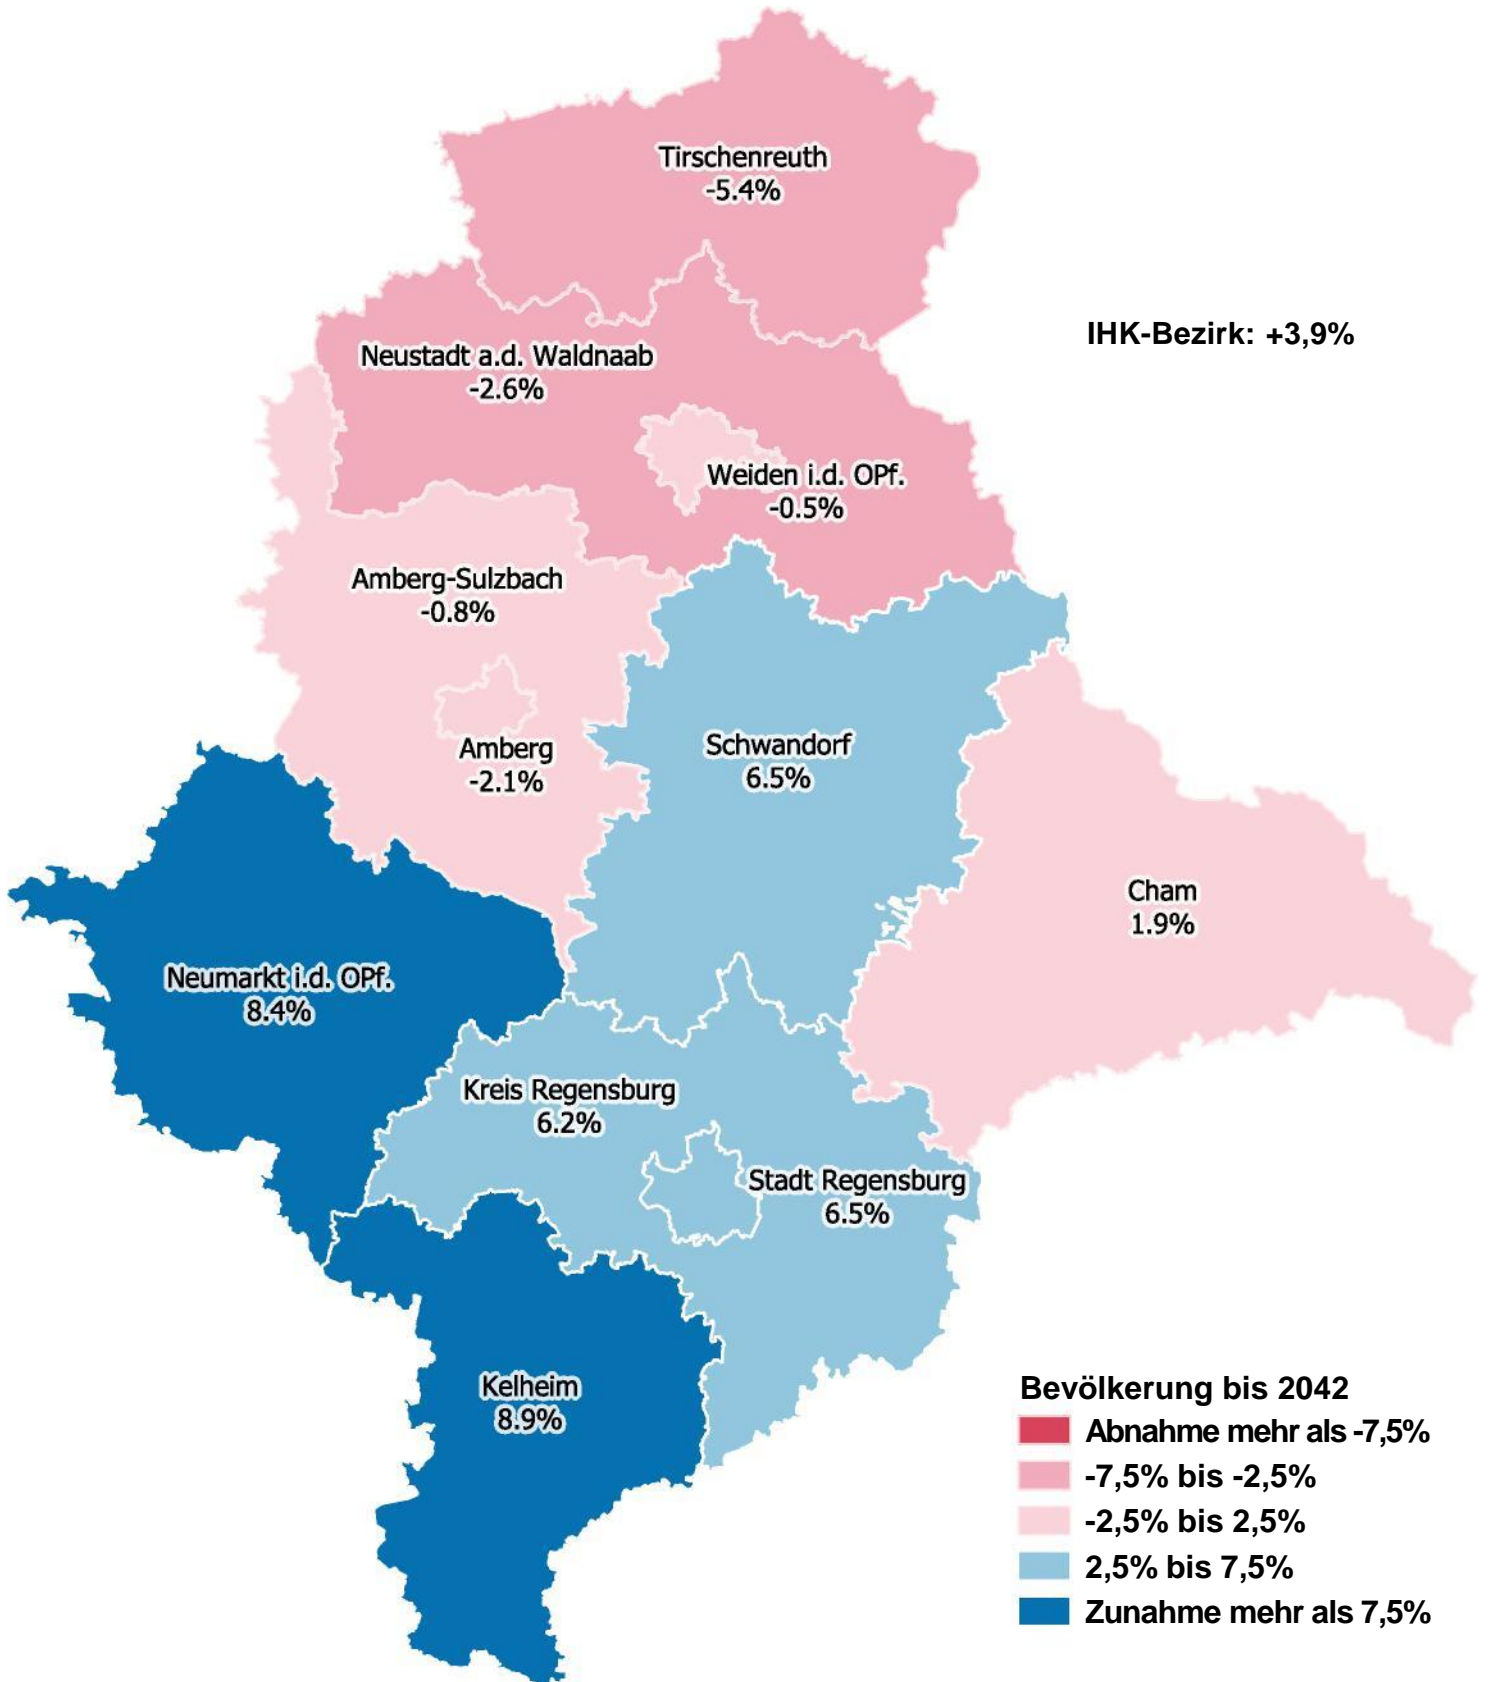 Tirschenreuth
-5.4%
IHK-Bezirk: +3,9%
Neustadt a.d. Waldnaab
-2.6%
Weiden i.d. OPf.
-0.5%
Amberg-Sulzbach
-0.8%
Amberg
-2.1%
Schwandorf
6.5%
Cham
1.9%
Neumarkt i.d. OPf.
8.4%
Kreis Regensburg
6.2%
Stadt Regensburg
6.5%
Kelheim
8.9%
Bevölkerung bis 2042
Abnahme mehr als -7,5%
-7,5% bis -2,5%
-2,5% bis 2,5%
2,5% bis 7,5%
Zunahme mehr als 7,5%